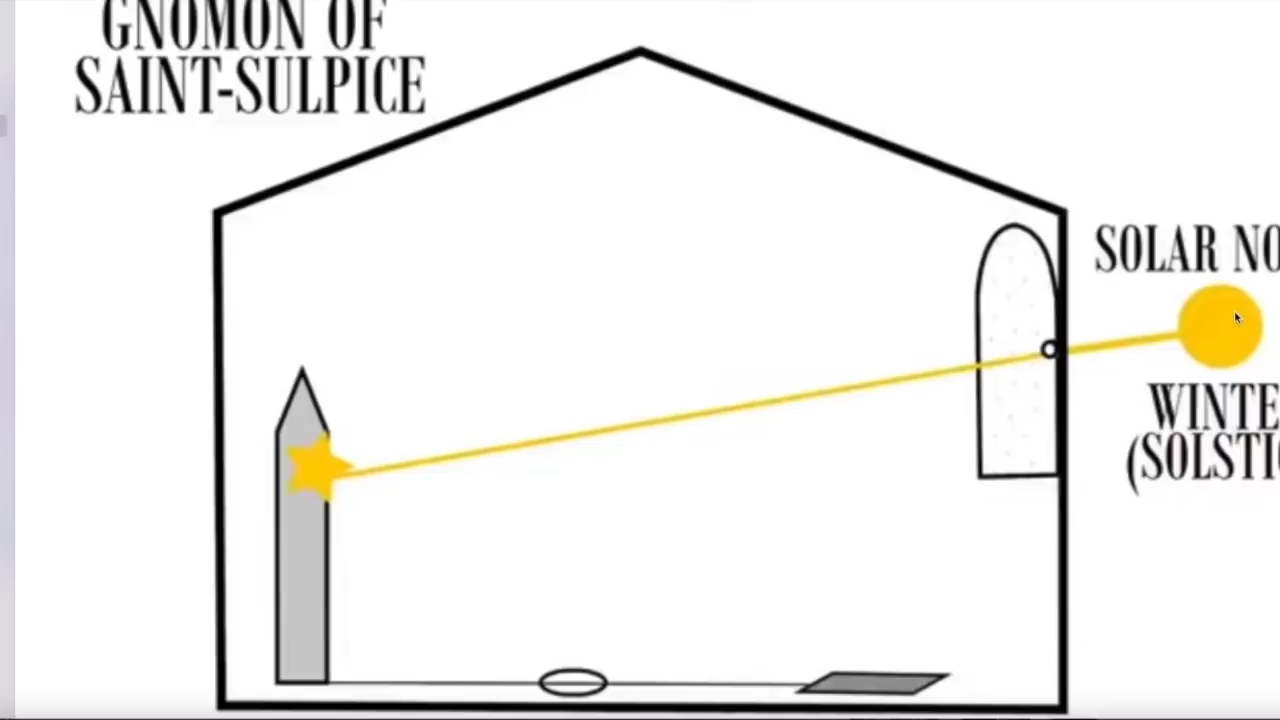 GNOMON OF
SAINT-SULPICE
SOLAR NO
WINTE
(SOLSTI